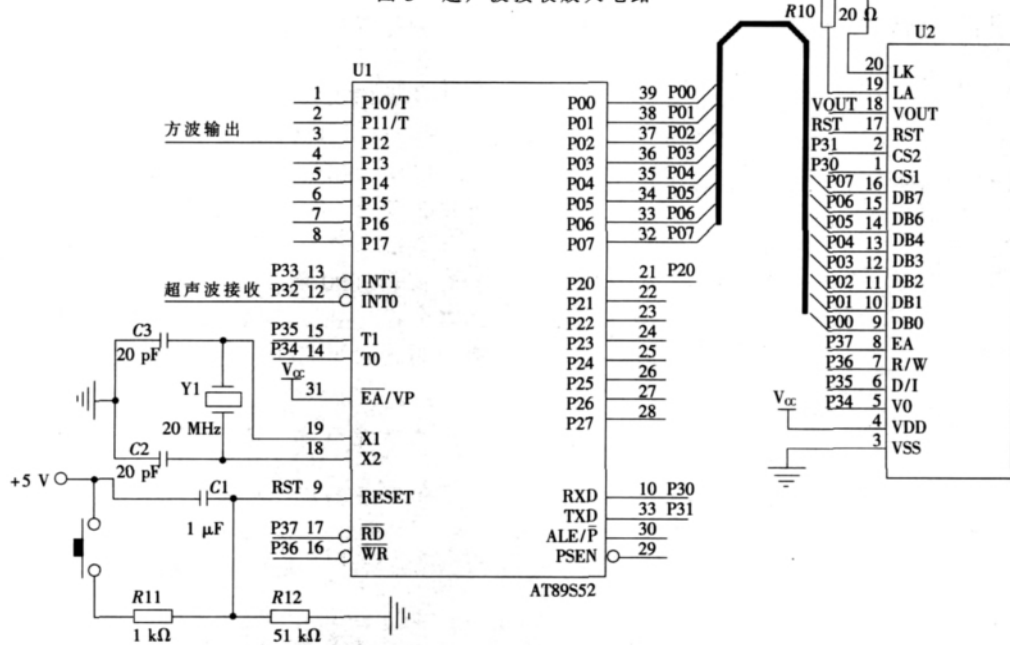 R10
20 Ω
U2
U1
1
P10/T
2
P11/T
方波输出
3
P12
4
P13
5
P14
6
P15
7
P16
8
P17
P33 13
INT1
超声波接收 P32 12
INT0
P35 15
T1
P34 14
T0
VCC
31
EA/VP
19
X1
18
X2
RST 9
RESET
P37 17
RD
P36 16
WR
P00
39 P00
P01
38 P01
P02
37 P02
P03
36 P03
P04
35 P04
P05
34 P05
P06
33 P06
P07
32 P07
P20
21 P20
P21
22
P22
23
P23
24
P24
25
P25
26
P26
27
P27
28
RXD
10 P30
TXD
33 P31
ALE/P
30
PSEN
29
AT89S52
C3
20 pF
Y1
20 MHz
C2
20 pF
+5 V
C1
1 μF
R11
1 kΩ
R12
51 kΩ
20
LK
19
LA
VOUT 18
VOUT
RST 17
RST
P31 2
CS2
P30 1
CS1
P07 16
DB7
P06 15
DB6
P05 14
DB4
P04 13
DB3
P03 12
DB2
P02 11
DB1
P01 10
DB0
P00 9
EA
P37 8
R/W
P36 7
D/I
P35 6
V0
P34 5
VDD
VCC
4
VSS
3